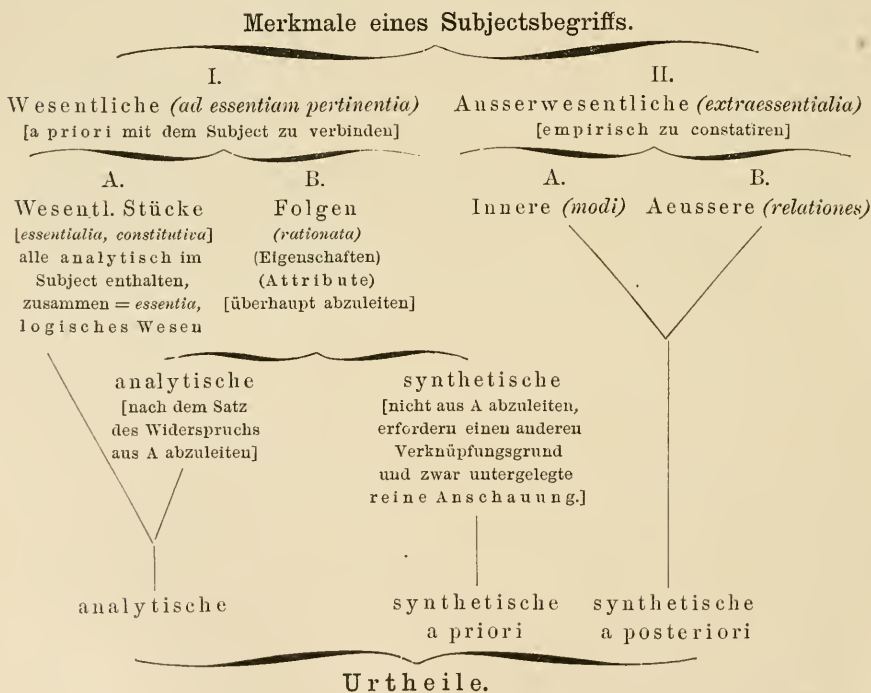 Merkmale eines Subjectsbegriffs.
I.
Wesentliche (ad essentiam pertinentia)
[a priori mit dem Subject zu verbinden]
II.
Ausserwesentliche (extraessentialia)
[empirisch zu constatiren]
A.
Wesentl. Stücke
[essentialia, constitutiva]
alle analytisch im
Subject enthalten,
zusammen = essentia,
logisches Wesen
B.
Folgen
(rationata)
(Eigenschaften)
(Attribute)
[überhaupt abzuleiten]
A.
Innere (modi)
B.
Aeussere (relationes)
analytische
[nach dem Satz
des Widerspruchs
aus A abzuleiten]
synthetische
[nicht aus A abzuleiten,
erfordern einen anderen
Verknüpfungsgrund
und zwar untergelegte
reine Anschauung.]
analytische
synthetische
a priori
synthetische
a posteriori
Urtheile.